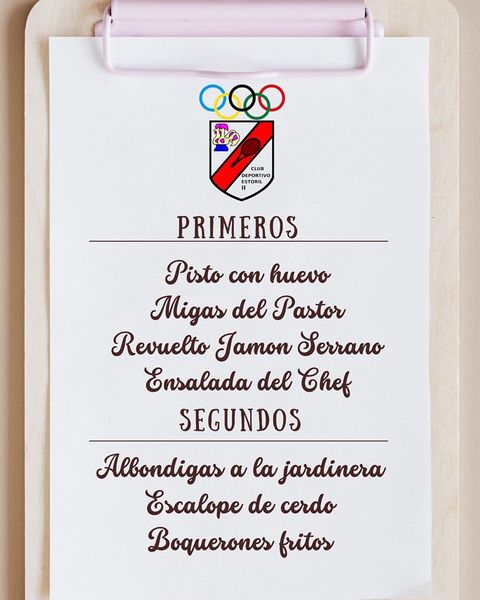 CLUB
DEPORTIVO
ESTORIL
II
PRIMEROS
Pisto con huevo
Migas del Pastor
Revuelto Jamon Serrano
Ensalada del Chef
SEGUNDOS
Albondigas a la jardinera
Escalope de cerdo
Boquerones fritos